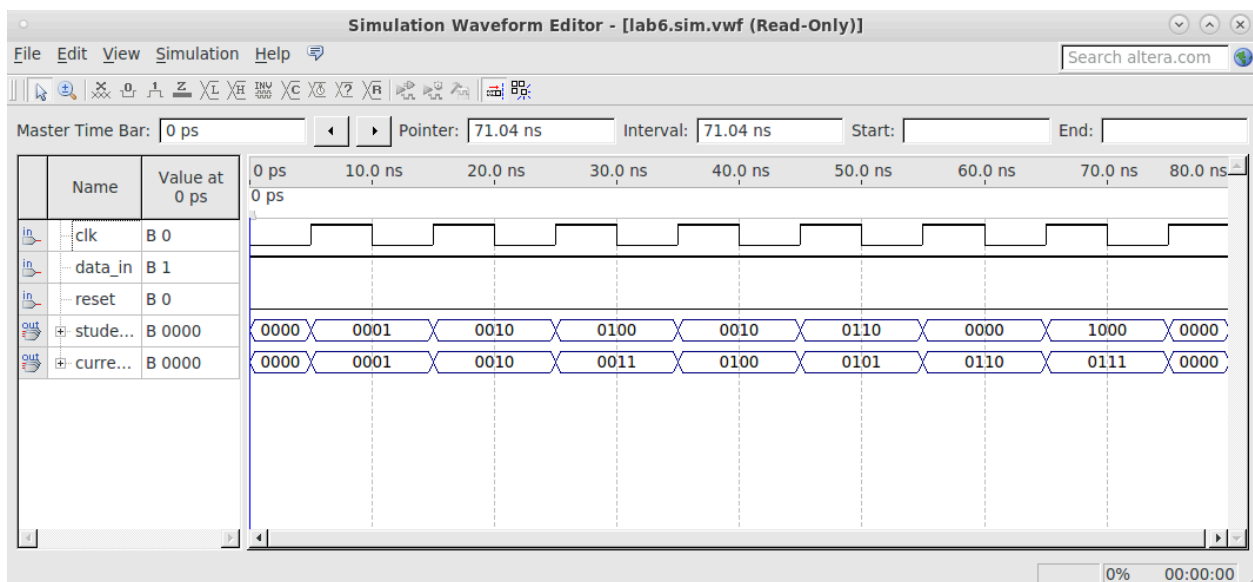 Simulation Waveform Editor - [lab6.sim.vwf (Read-Only)]
File Edit View Simulation Help Search altera.com
Master Time Bar: 0 ps Pointer: 71.04 ns Interval: 71.04 ns Start: End:
Name Value at 0 ps 0 ps 10.0 ns 20.0 ns 30.0 ns 40.0 ns 50.0 ns 60.0 ns 70.0 ns 80.0 ns
0 ps
clk B 0
data_in B 1
reset B 0
stude... B 0000 0000 0001 0010 0100 0010 0110 0000 1000 0000
curre... B 0000 0000 0001 0010 0011 0100 0101 0110 0111 0000
0% 00:00:00